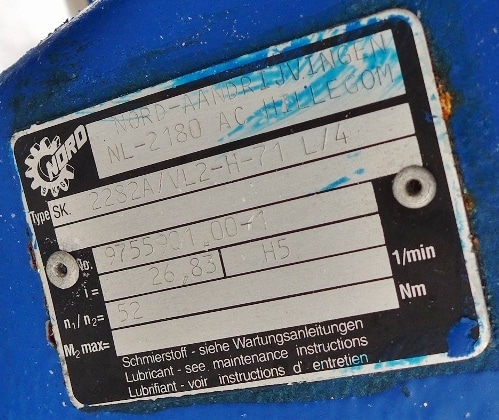 NORD
NORD-AANDRIJVINGEN
NL-2180 AC HILLEGOM
Type SK. 2282A/VL2-H-71 L/4
No. 9755901.00-1
i = 26,83 H5
n1/n2= 52 1/min
M2 max= Nm
Schmierstoff - siehe Wartungsanleitungen
Lubricant - see maintenance instructions
Lubrifiant - voir instructions d' entretien